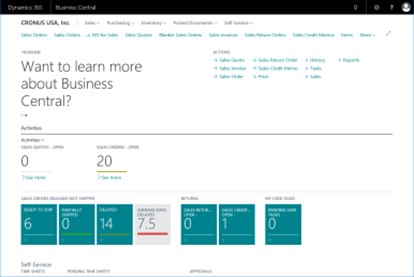 Dynamics 365 Business Central
CRONUS USA, Inc. Sales Purchasing Inventory Posted Documents Self-Service
Sales Orders Sales Orders ...s 365 for Sales Sales Quotes Blanket Sales Orders Sales Invoices Sales Return Orders Sales Credit Memos Items More
HEADLINE
Want to learn more
about Business
Central?
ACTIONS
Sales Quote Sales Return Order History Reports
Sales Invoice Sales Credit Memo Tasks
Sales Order Price Sales
Activities
Activities
SALES QUOTES - OPEN SALES ORDERS - OPEN
0 20
See more See more
SALES ORDERS RELEASED NOT SHIPPED RETURNS MY USER TASKS
READY TO SHIP PARTIALLY SHIPPED DELAYED AVERAGE DAYS DELAYED SALES RETUR... OPEN - SALES CREDIT... OPEN - PENDING USER TASKS
6 0 14 7.5 0 1 0
Self-Service
TIME SHEETS PENDING TIME SHEETS APPROVALS